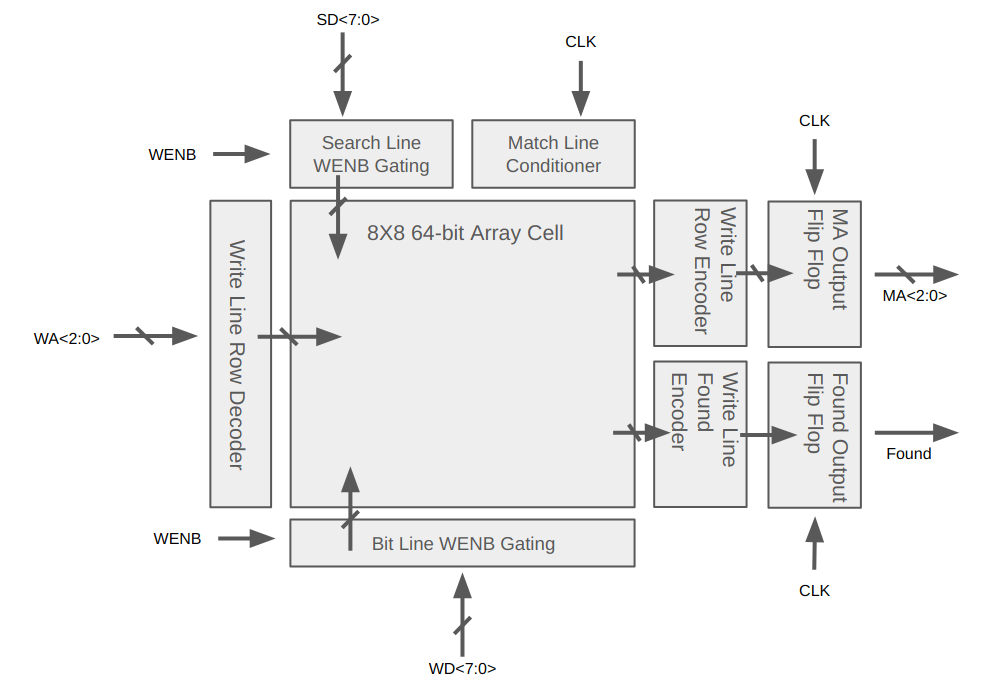 SD<7:0>
CLK
CLK
WENB
Search Line
WENB Gating
Match Line
Conditioner
8X8 64-bit Array Cell
Write Line Row Decoder
Write Line
Row Encoder
MA Output
Flip Flop
WA<2:0>
MA<2:0>
Write Line
Found
Encoder
Found Output
Flip Flop
Found
WENB
Bit Line WENB Gating
CLK
WD<7:0>